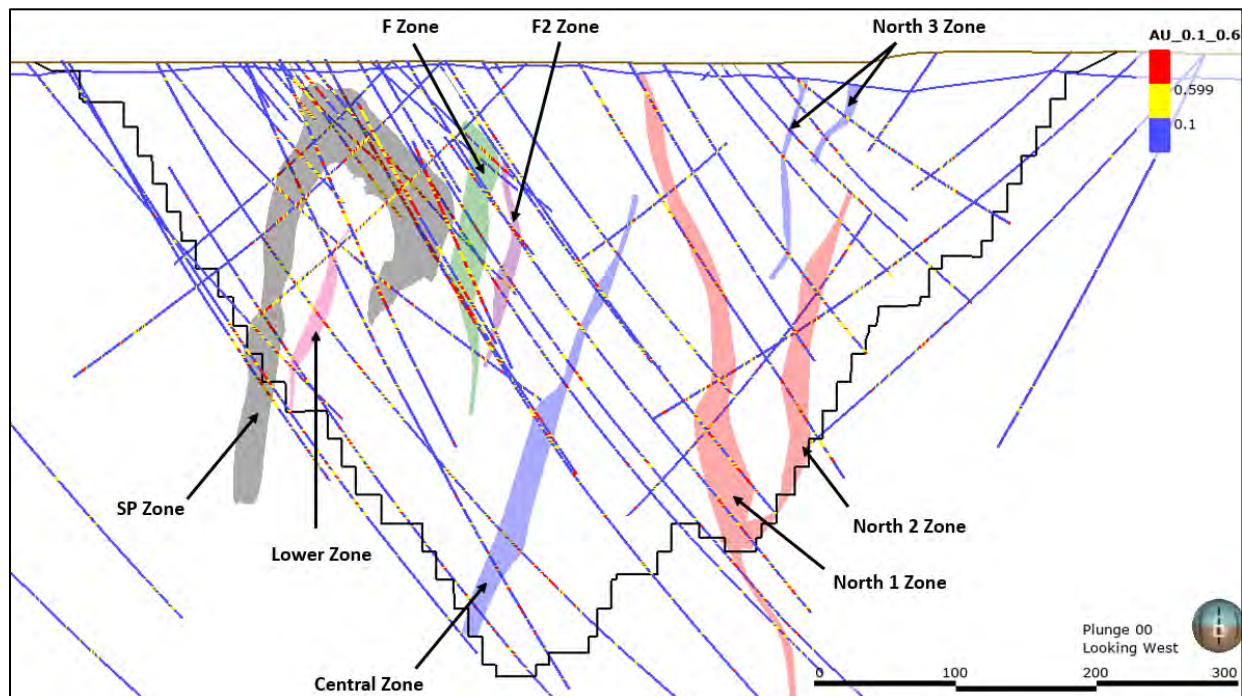 F Zone
F2 Zone
North 3 Zone
AU_0.1_0.6
0.599
0.1
SP Zone
Lower Zone
Central Zone
North 2 Zone
North 1 Zone
Plunge 00
Looking West
0 100 200 300